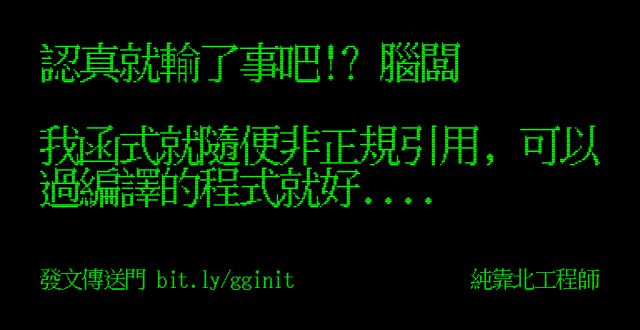 認真就輸了事吧!? 腦闆
我函式就隨便非正規引用, 可以
過編譯的程式就好....
發文傳送門 bit.ly/gginit
純靠北工程師